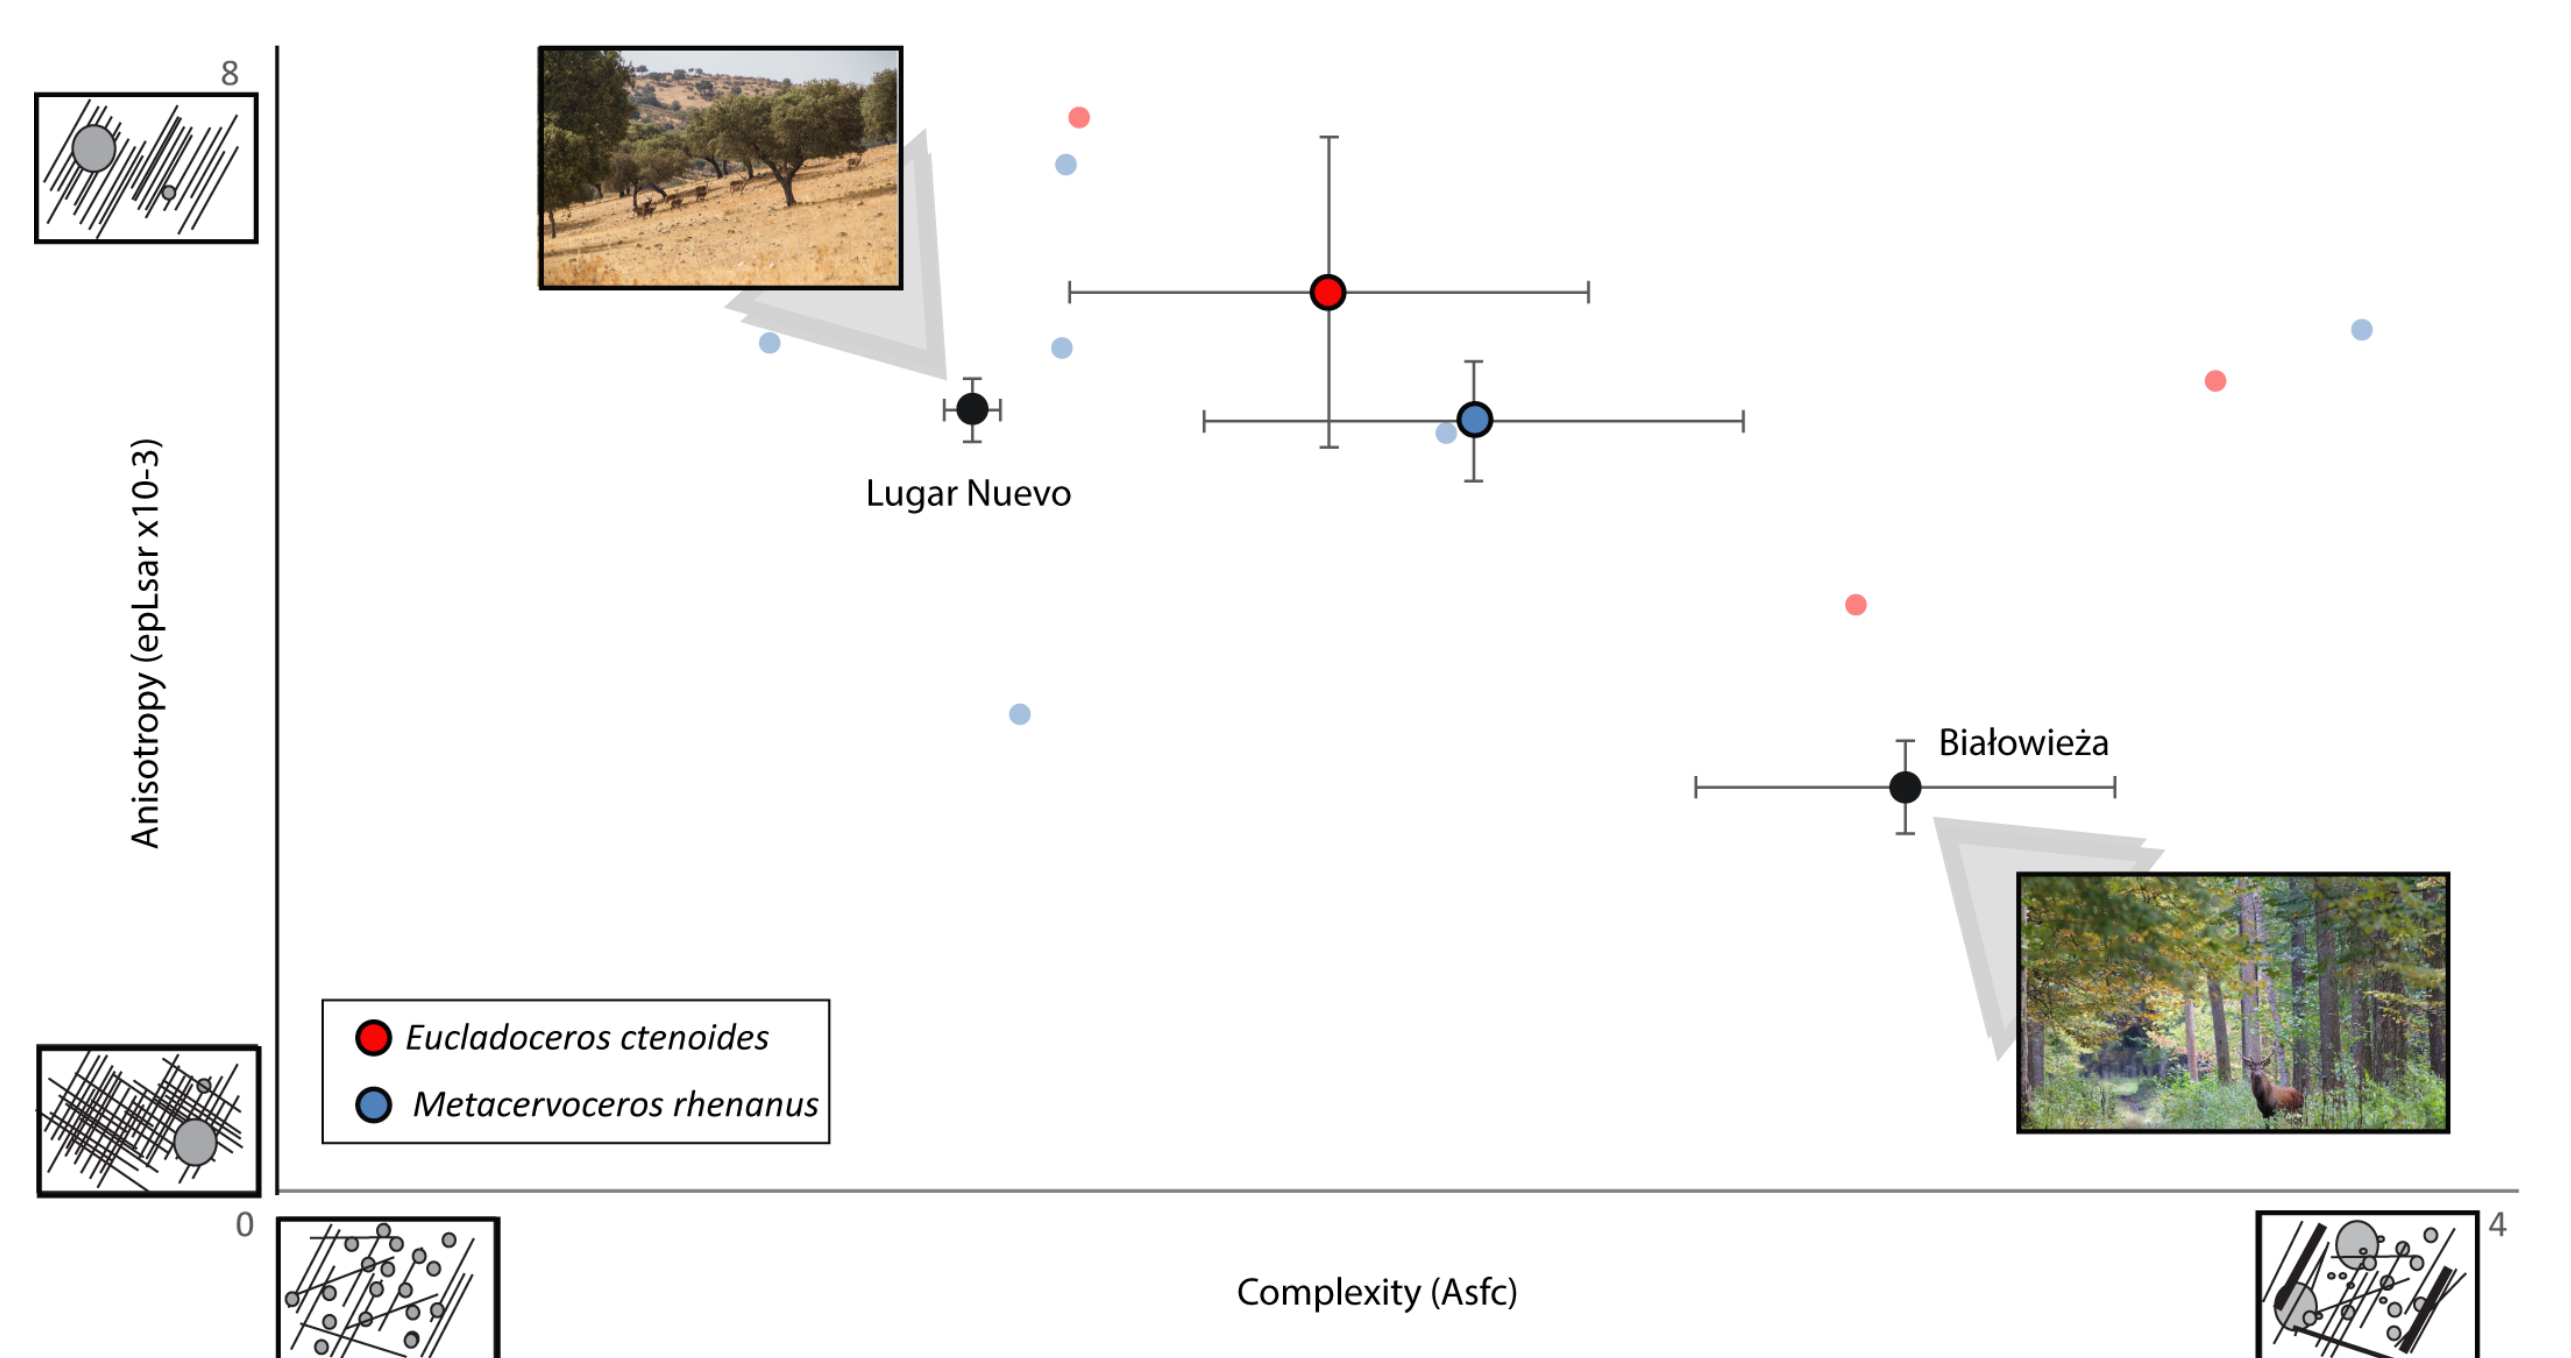 8
Anisotropy (epLsar x10-3)
Lugar Nuevo
Białowieża
Eucladoceros ctenoides
Metacervoceros rhenanus
0
4
Complexity (Asfc)